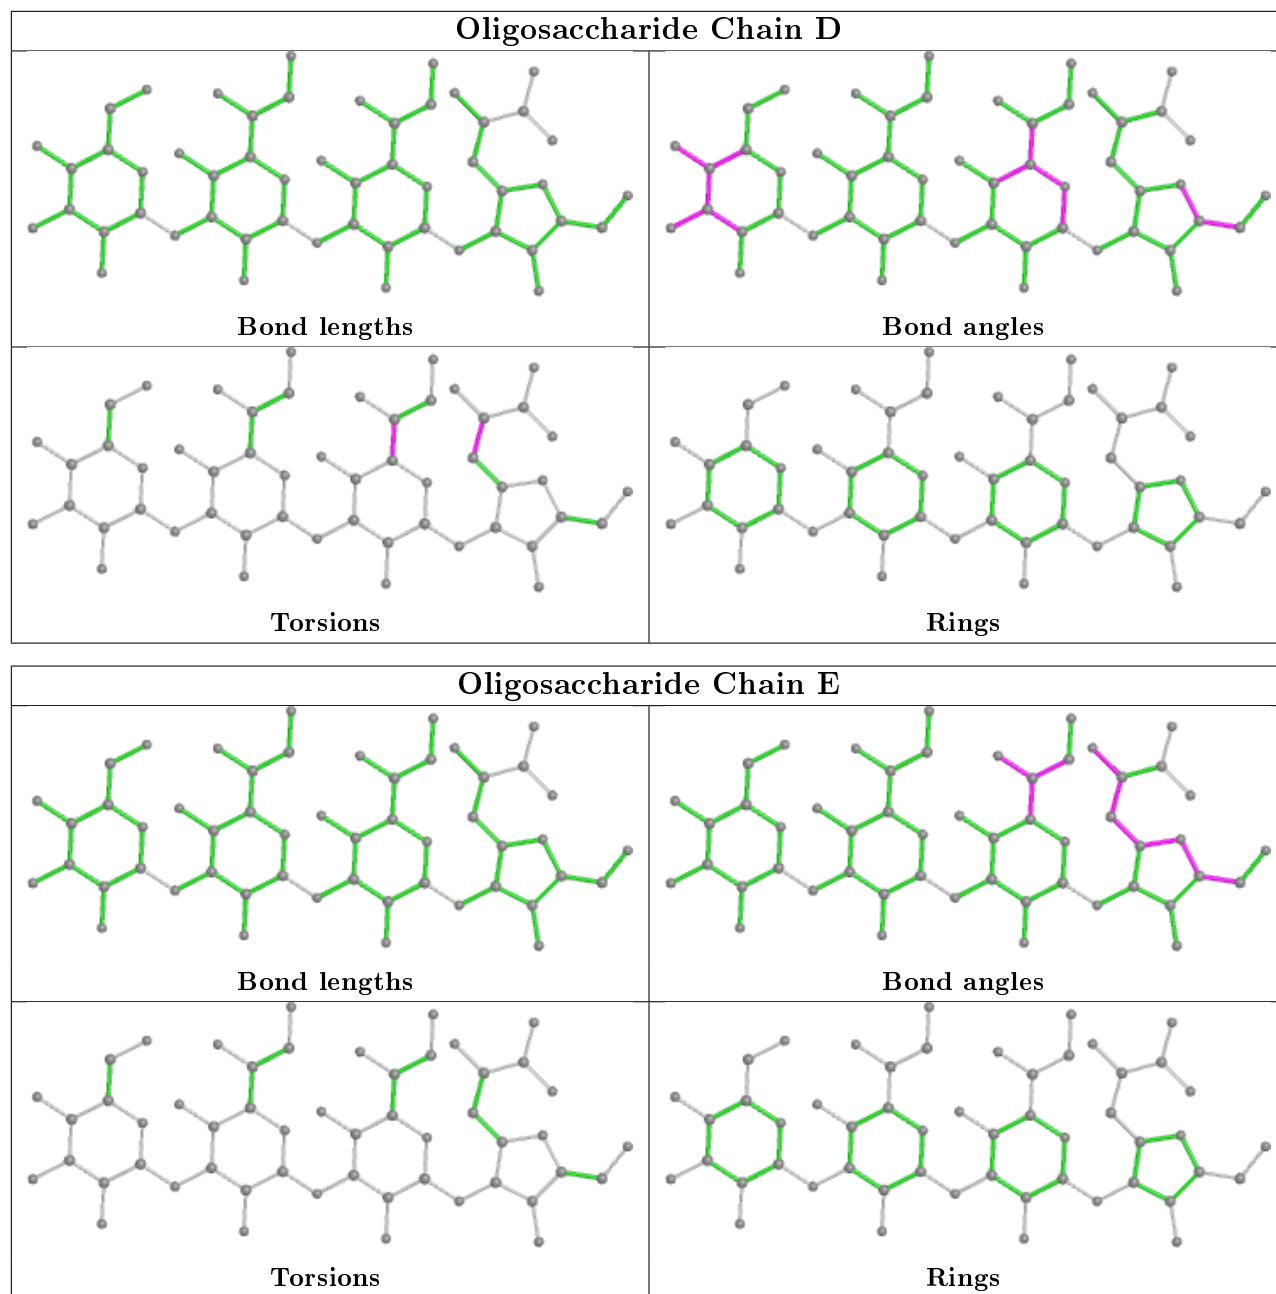 Oligosaccharide Chain D
Bond lengths
Bond angles
Torsions
Rings
Oligosaccharide Chain E
Bond lengths
Bond angles
Torsions
Rings